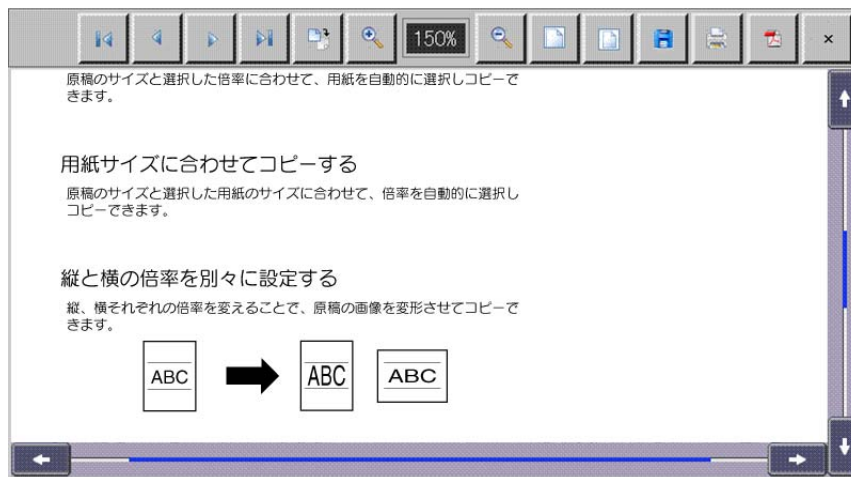 150%
×
原稿のサイズと選択した倍率に合わせて、用紙を自動的に選択しコピーで
きます。
用紙サイズに合わせてコピーする
原稿のサイズと選択した用紙のサイズに合わせて、倍率を自動的に選択し
コピーできます。
縦と横の倍率を別々に設定する
縦、横それぞれの倍率を変えることで、原稿の画像を変形させてコピーで
きます。
ABC ABC ABC